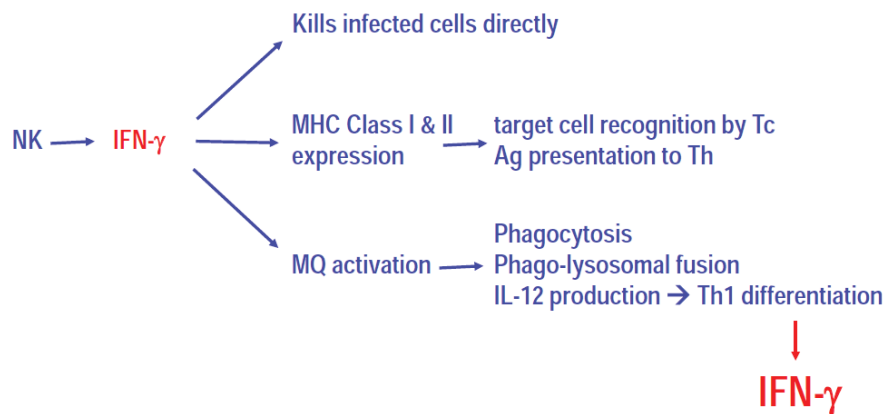 Kills infected cells directly
NK → IFN-γ
MHC Class I & II
expression
target cell recognition by Tc
Ag presentation to Th
MQ activation
Phagocytosis
Phago-lysosomal fusion
IL-12 production → Th1 differentiation
IFN-γ